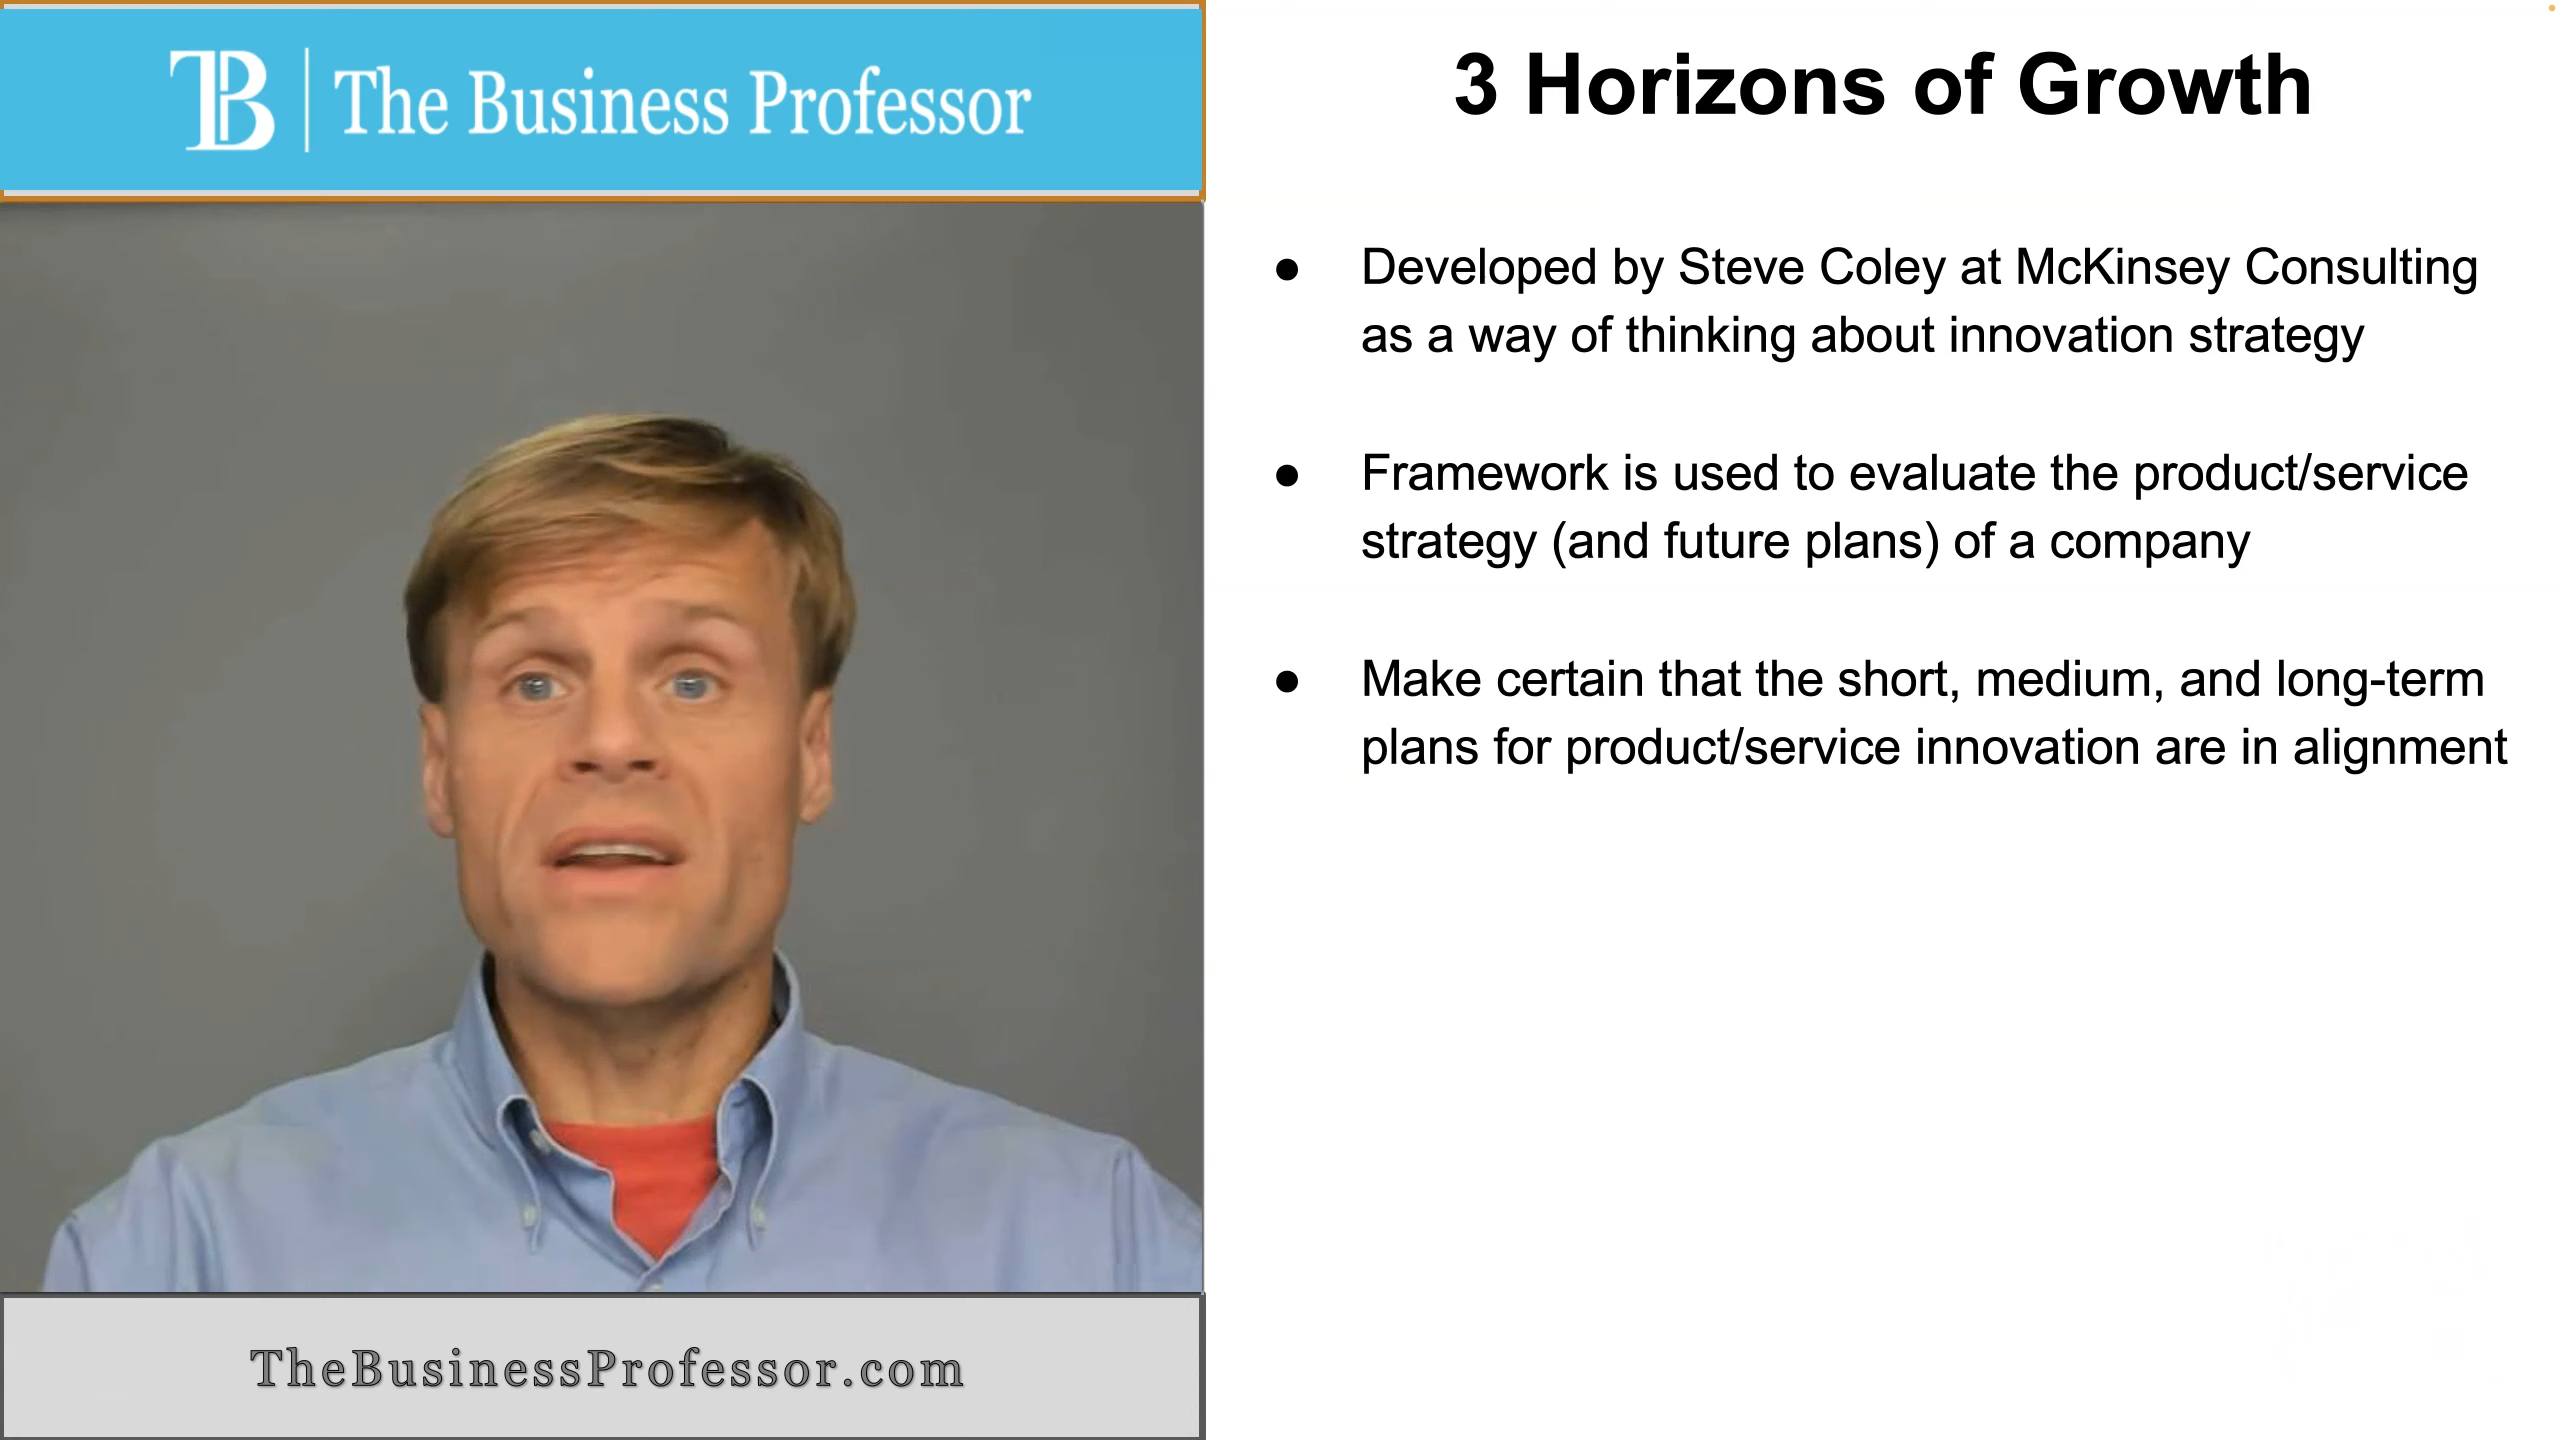 The Business Professor
3 Horizons of Growth
● Developed by Steve Coley at McKinsey Consulting
as a way of thinking about innovation strategy
● Framework is used to evaluate the product/service
strategy (and future plans) of a company
● Make certain that the short, medium, and long-term
plans for product/service innovation are in alignment
TheBusinessProfessor.com